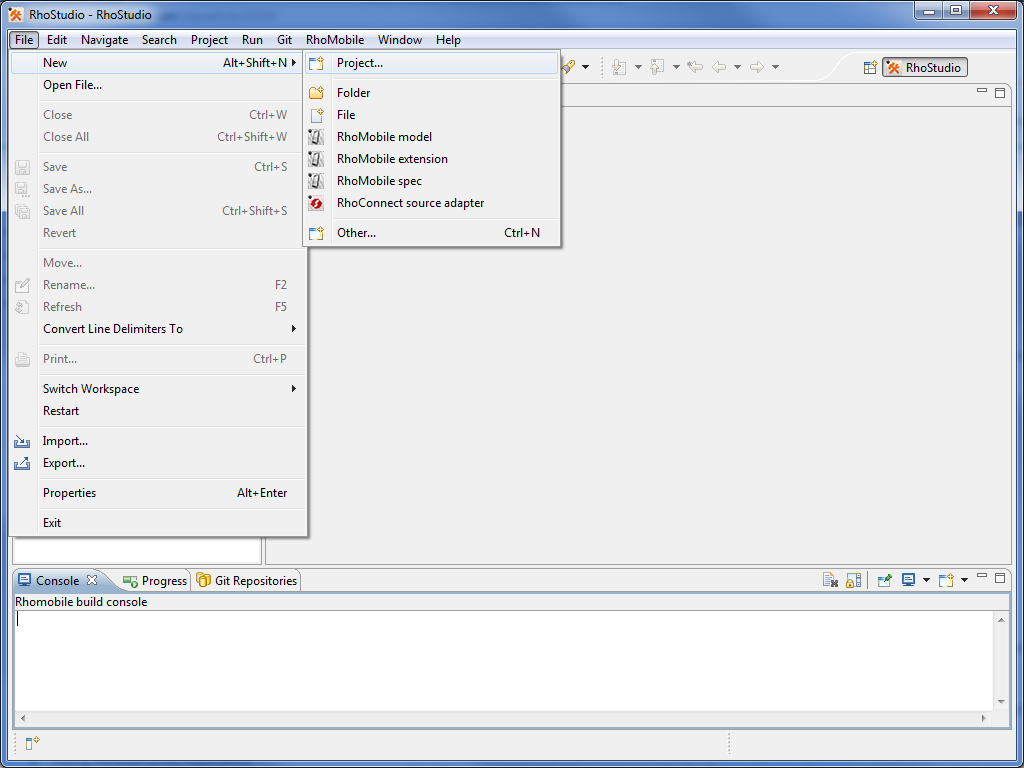 RhoStudio - RhoStudio
File Edit Navigate Search Project Run Git RhoMobile Window Help
New Alt+Shift+N
Open File...
Close Ctrl+W
Close All Ctrl+Shift+W
Save Ctrl+S
Save As...
Save All Ctrl+Shift+S
Revert
Move...
Rename... F2
Refresh F5
Convert Line Delimiters To
Print... Ctrl+P
Switch Workspace
Restart
Import...
Export...
Properties Alt+Enter
Exit
Project...
Folder
File
RhoMobile model
RhoMobile extension
RhoMobile spec
RhoConnect source adapter
Other... Ctrl+N
RhoStudio
Console Progress Git Repositories
Rhomobile build console